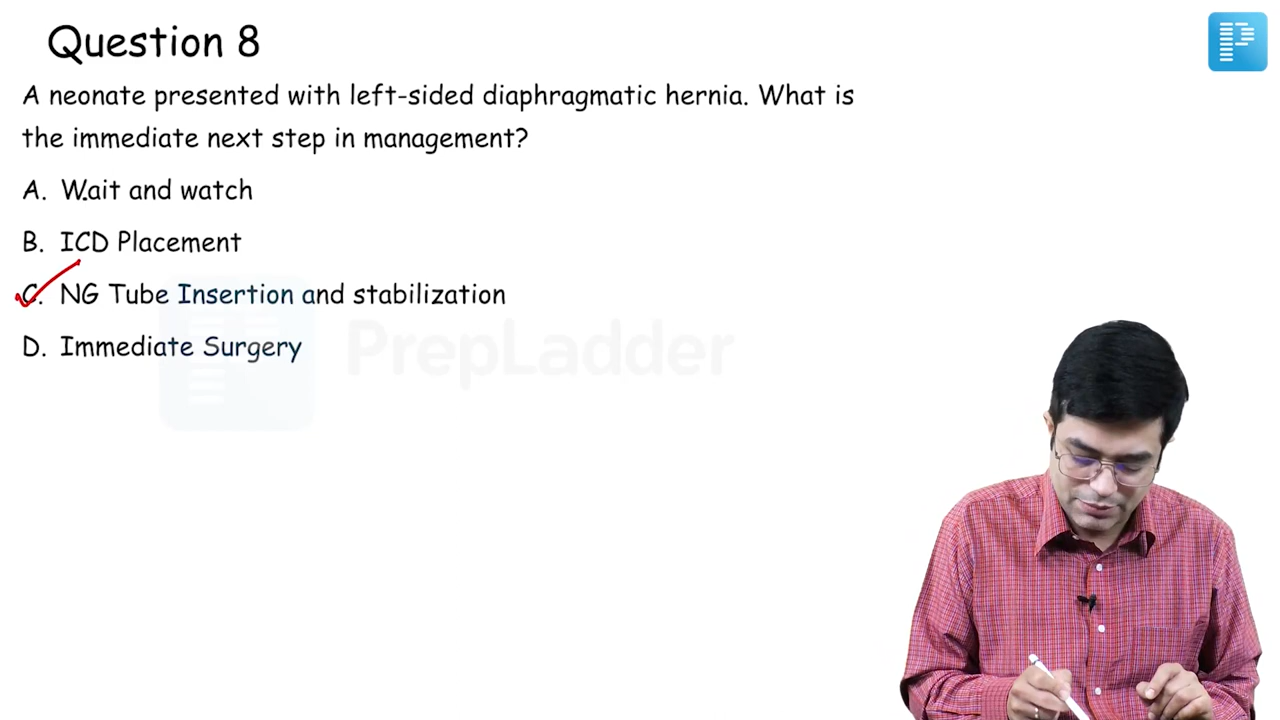 Question 8
A neonate presented with left-sided diaphragmatic hernia. What is
the immediate next step in management?
A. Wait and watch
B. ICD Placement
C. NG Tube Insertion and stabilization
D. Immediate Surgery
PrepLadder